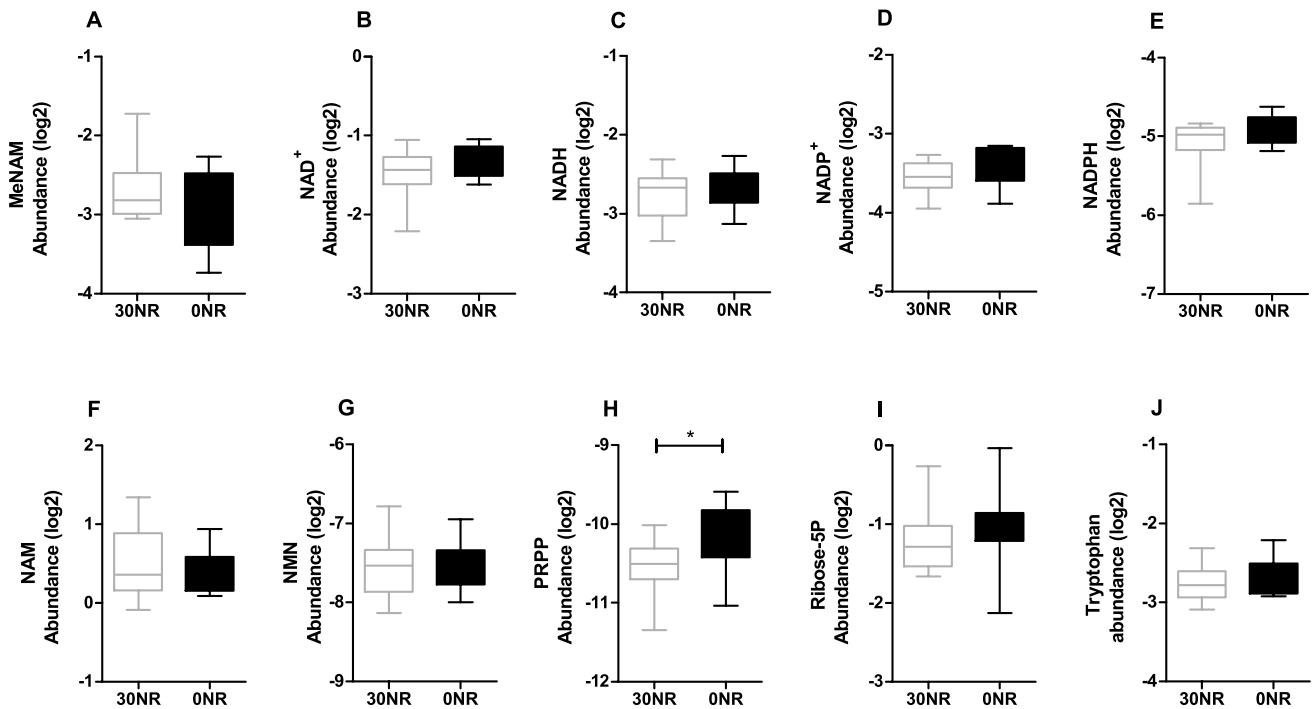 A
MeNAM
Abundance (log2)
-1
-2
-3
-4
30NR 0NR
B
NAD+
Abundance (log2)
0
-1
-2
-3
30NR 0NR
C
NADH
Abundance (log2)
-1
-2
-3
-4
30NR 0NR
D
NADP+
Abundance (log2)
-2
-3
-4
-5
30NR 0NR
E
NADPH
Abundance (log2)
-4
-5
-6
-7
30NR 0NR
F
NAM
Abundance (log2)
2
1
0
-1
30NR 0NR
G
NMN
Abundance (log2)
-6
-7
-8
-9
30NR 0NR
H
PRPP
Abundance (log2)
-9
-10
-11
-12
*
30NR 0NR
I
Ribose-5P
Abundance (log2)
0
-1
-2
-3
30NR 0NR
J
Tryptophan
abundance (log2)
-1
-2
-3
-4
30NR 0NR